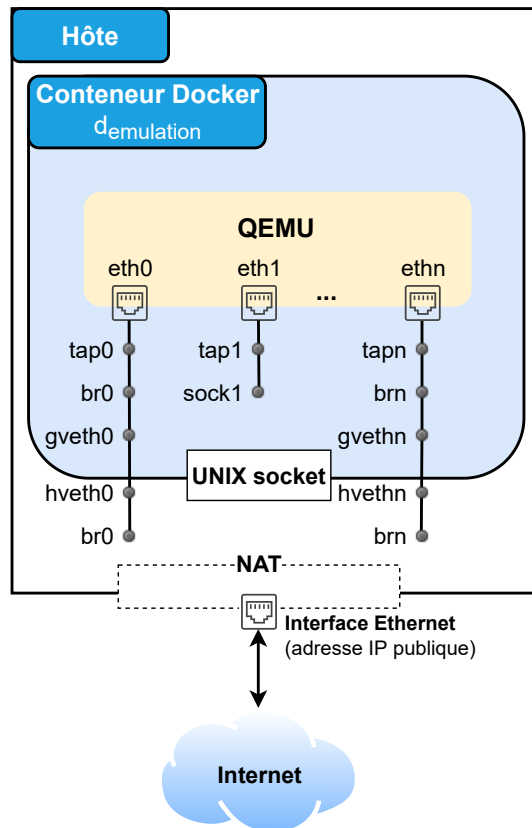 Hôte
Conteneur Docker
d_emulation
QEMU
eth0 eth1 ethn
...
tap0 tap1 tapn
br0 sock1 brn
gveth0 gvethn
UNIX socket
hveth0 hvethn
br0 brn
NAT
Interface Ethernet
(adresse IP publique)
Internet